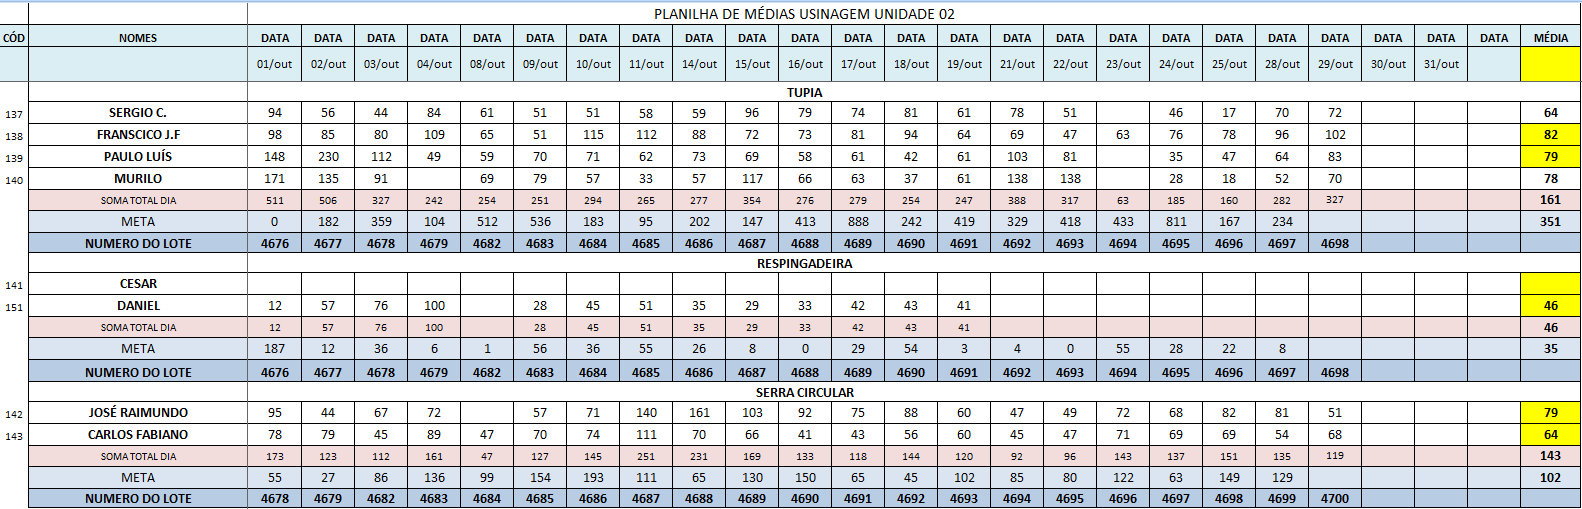 PLANILHA DE MÉDIAS USINAGEM UNIDADE 02
CÓD NOMES DATA DATA DATA DATA DATA DATA DATA DATA DATA DATA DATA DATA DATA DATA DATA DATA DATA DATA DATA DATA DATA DATA DATA DATA MÉDIA
01/out 02/out 03/out 04/out 08/out 09/out 10/out 11/out 14/out 15/out 16/out 17/out 18/out 19/out 21/out 22/out 23/out 24/out 25/out 28/out 29/out 30/out 31/out
TUPIA
137 SERGIO C. 94 56 44 84 61 51 51 58 59 96 79 74 81 61 78 51 46 17 70 72 64
138 FRANSCICO J.F 98 85 80 109 65 51 115 112 88 72 73 81 94 64 69 47 63 76 78 96 102 82
139 PAULO LUÍS 148 230 112 49 59 70 71 62 73 69 58 61 42 61 103 81 35 47 64 83 79
140 MURILO 171 135 91 69 79 57 33 57 117 66 63 37 61 138 138 28 18 52 70 78
SOMA TOTAL DIA 511 506 327 242 254 251 294 265 277 354 276 279 254 247 388 317 63 185 160 282 327 161
META 0 182 359 104 512 536 183 95 202 147 413 888 242 419 329 418 433 811 167 234 351
NUMERO DO LOTE 4676 4677 4678 4679 4682 4683 4684 4685 4686 4687 4688 4689 4690 4691 4692 4693 4694 4695 4696 4697 4698
RESPINGADEIRA
141 CESAR
151 DANIEL 12 57 76 100 28 45 51 35 29 33 42 43 41 46
SOMA TOTAL DIA 12 57 76 100 28 45 51 35 29 33 42 43 41 46
META 187 12 36 6 1 56 36 55 26 8 0 29 54 3 4 0 55 28 22 8 35
NUMERO DO LOTE 4676 4677 4678 4679 4682 4683 4684 4685 4686 4687 4688 4689 4690 4691 4692 4693 4694 4695 4696 4697 4698
SERRA CIRCULAR
142 JOSÉ RAIMUNDO 95 44 67 72 57 71 140 161 103 92 75 88 60 47 49 72 68 82 81 51 79
143 CARLOS FABIANO 78 79 45 89 47 70 74 111 70 66 41 43 56 60 45 47 71 69 69 54 68 64
SOMA TOTAL DIA 173 123 112 161 47 127 145 251 231 169 133 118 144 120 92 96 143 137 151 135 119 143
META 55 27 86 136 99 154 193 111 65 130 150 65 45 102 85 80 122 63 149 129 102
NUMERO DO LOTE 4678 4679 4682 4683 4684 4685 4686 4687 4688 4689 4690 4691 4692 4693 4694 4695 4696 4697 4698 4699 4700